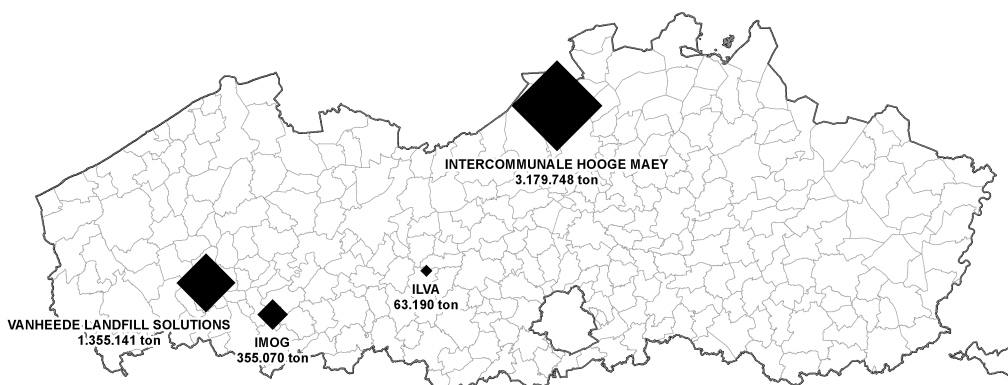 INTERCOMMUNALE HOOGE MAEY
3.179.748 ton
ILVA
63.190 ton
VANHEEDE LANDFILL SOLUTIONS
1.355.141 ton
IMOG
355.070 ton